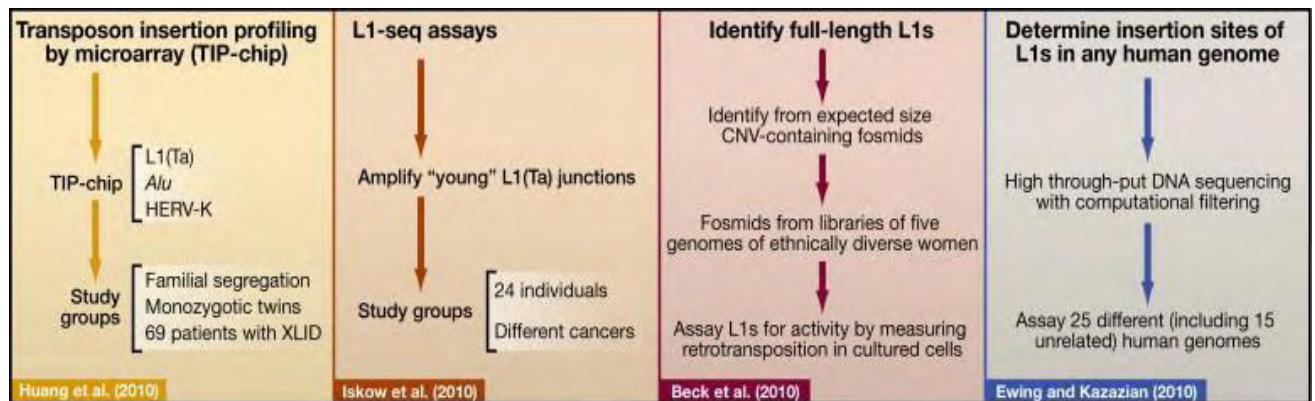 Transposon insertion profiling
by microarray (TIP-chip)
TIP-chip
L1(Ta)
Alu
HERV-K
Study
groups
Familial segregation
Monozygotic twins
69 patients with XLID
Huang et al. (2010)
L1-seq assays
Amplify “young” L1(Ta) junctions
Study groups
24 individuals
Different cancers
Iskow et al. (2010)
Identify full-length L1s
Identify from expected size
CNV-containing fosmids
Fosmids from libraries of five
genomes of ethnically diverse women
Assay L1s for activity by measuring
retrotransposition in cultured cells
Beck et al. (2010)
Determine insertion sites of
L1s in any human genome
High through-put DNA sequencing
with computational filtering
Assay 25 different (including 15
unrelated) human genomes
Ewing and Kazazian (2010)